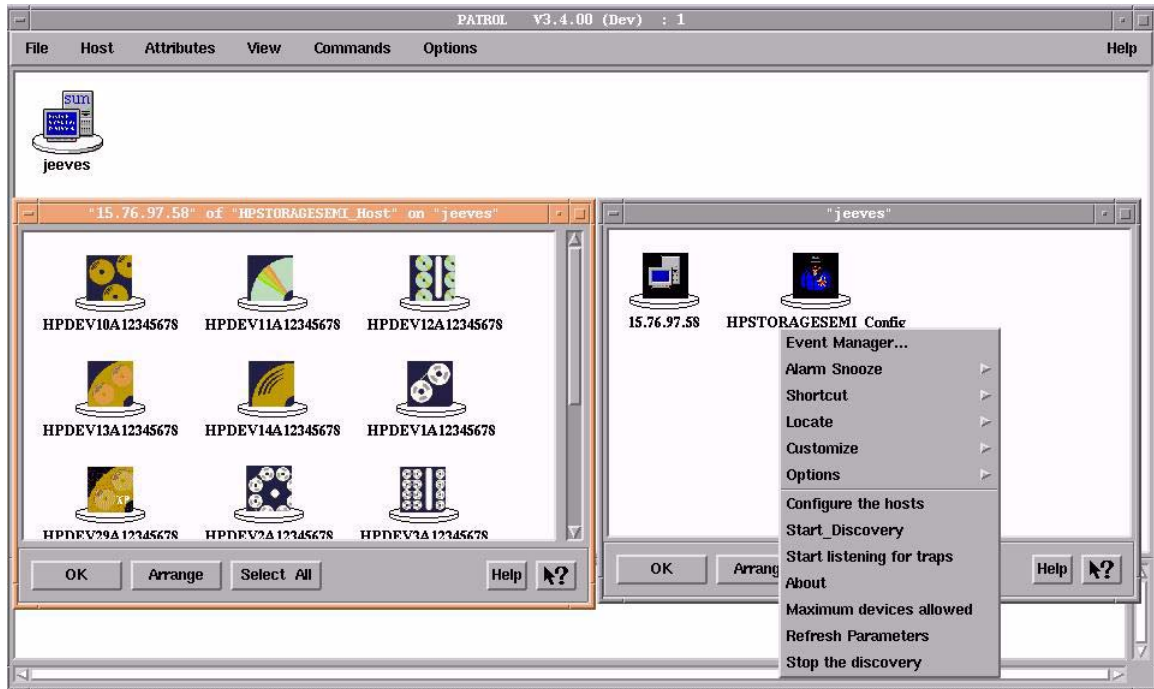 PATROL V3.4.00 (Dev) : 1
File Host Attributes View Commands Options Help
sun
jeeves
"15.76.97.58" of "HPSTORAGESEMI_Host" on "jeeves"
HPDEV10A12345678 HPDEV11A12345678 HPDEV12A12345678
HPDEV13A12345678 HPDEV14A12345678 HPDEV1A12345678
XP
HPDEV29A12345678 HPDEV2A12345678 HPDEV3A12345678
OK Arrange Select All Help ?
"jeeves"
15.76.97.58 HPSTORAGESEMI_Config
Event Manager...
Alarm Snooze
Shortcut
Locate
Customize
Options
Configure the hosts
Start_Discovery
Start listening for traps
About
Maximum devices allowed
Refresh Parameters
Stop the discovery
OK Arrang Help ?